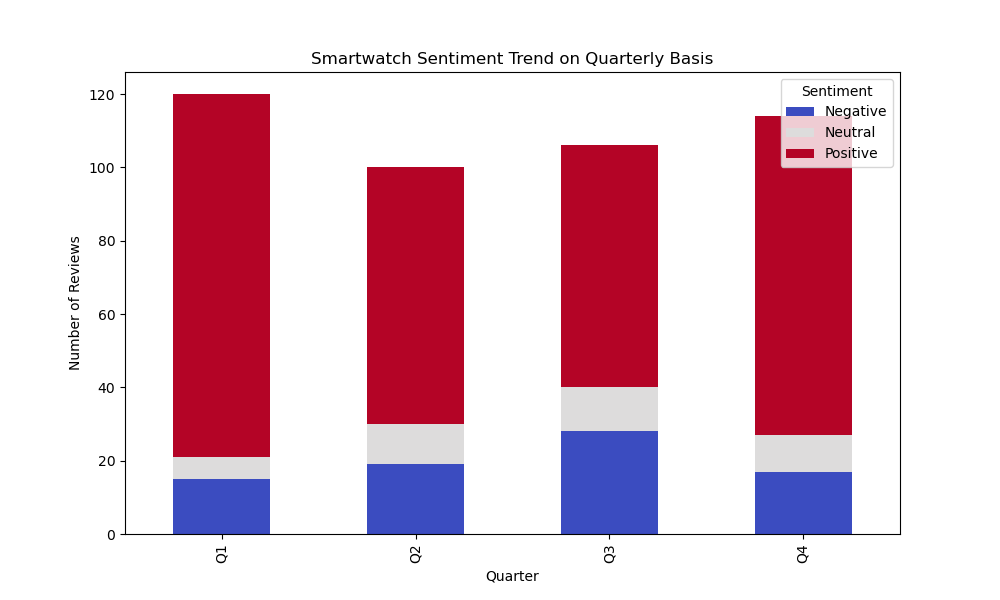 Smartwatch Sentiment Trend on Quarterly Basis
Sentiment
Negative
Neutral
Positive
120
100
80
60
40
20
0
Number of Reviews
Q1
Q2
Q3
Q4
Quarter